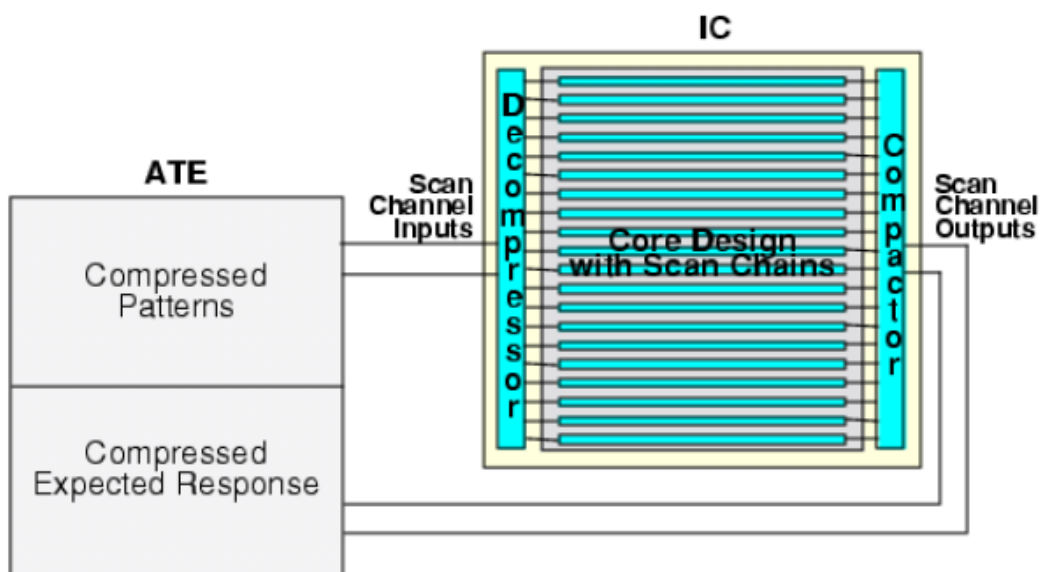 IC
ATE
Compressed
Patterns
Compressed
Expected Response
Scan
Channel
Inputs
Decompressor
Core Design
with Scan Chains
Compactor
Scan
Channel
Outputs